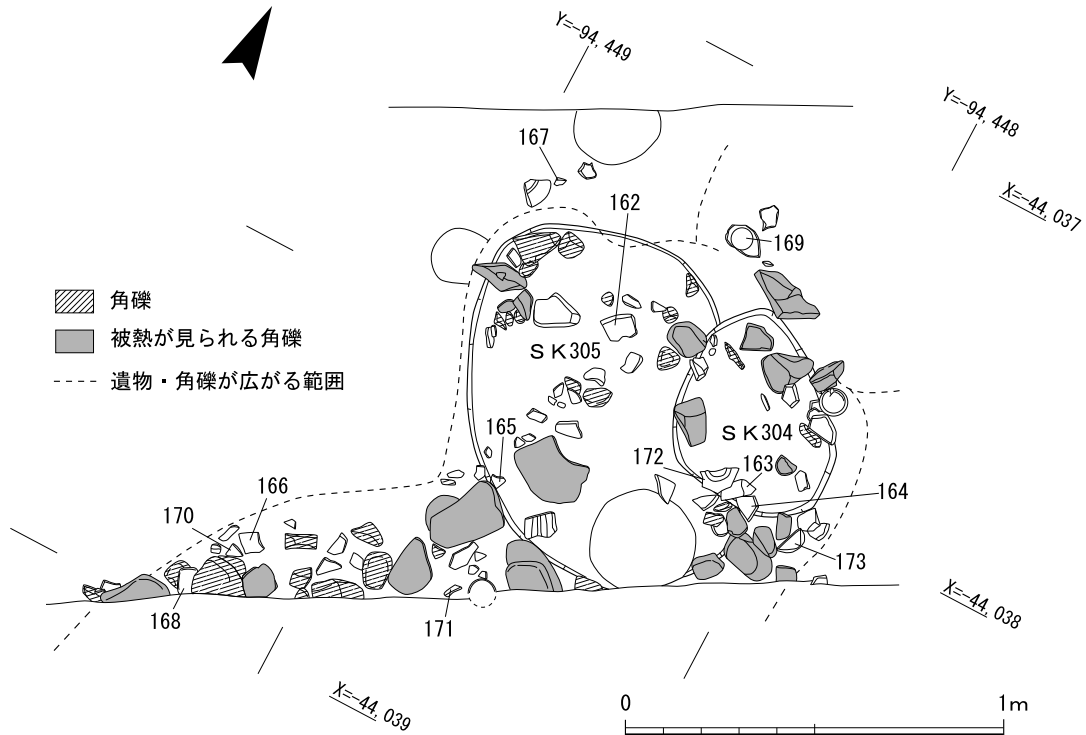 Y=-94,449
Y=-94,448
X=-44,037
167
162
169
角礫
被熱が見られる角礫
遺物・角礫が広がる範囲
ＳＫ305
ＳＫ304
165
172
163
164
166
170
173
168
171
X=-44,038
X=-44,039
0
1m